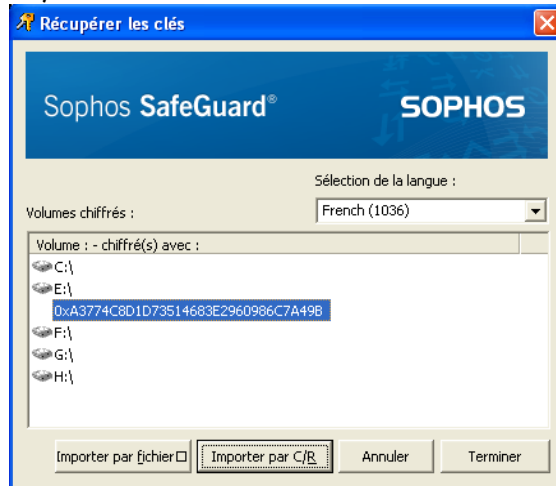 Récupérer les clés
Sophos SafeGuard®
SOPHOS
Sélection de la langue :
Volumes chiffrés :
French (1036)
Volume : - chiffré(s) avec :
C:\
E:\
0xA3774C8D1D73514683E2960986C7A49B
F:\
G:\
H:\
Importer par fichier□ Importer par C/R Annuler Terminer